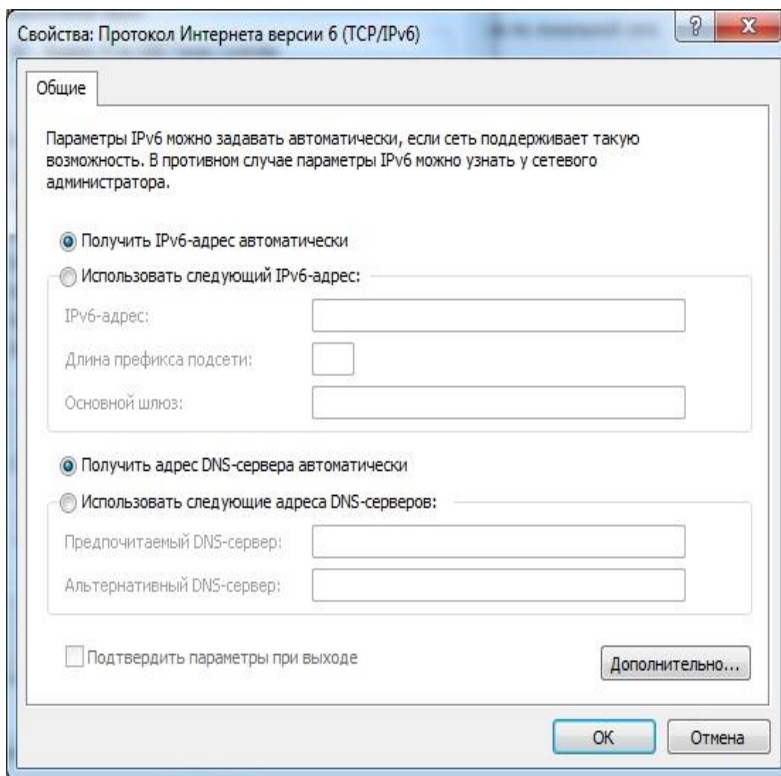 Свойства: Протокол Интернета версии 6 (TCP/IPv6)
Общие
Параметры IPv6 можно задавать автоматически, если сеть поддерживает такую
возможность. В противном случае параметры IPv6 можно узнать у сетевого
администратора.
Получить IPv6-адрес автоматически
Использовать следующий IPv6-адрес:
IPv6-адрес:
Длина префикса подсети:
Основной шлюз:
Получить адрес DNS-сервера автоматически
Использовать следующие адреса DNS-серверов:
Предпочитаемый DNS-сервер:
Альтернативный DNS-сервер:
Подтвердить параметры при выходе
Дополнительно...
ОК
Отмена